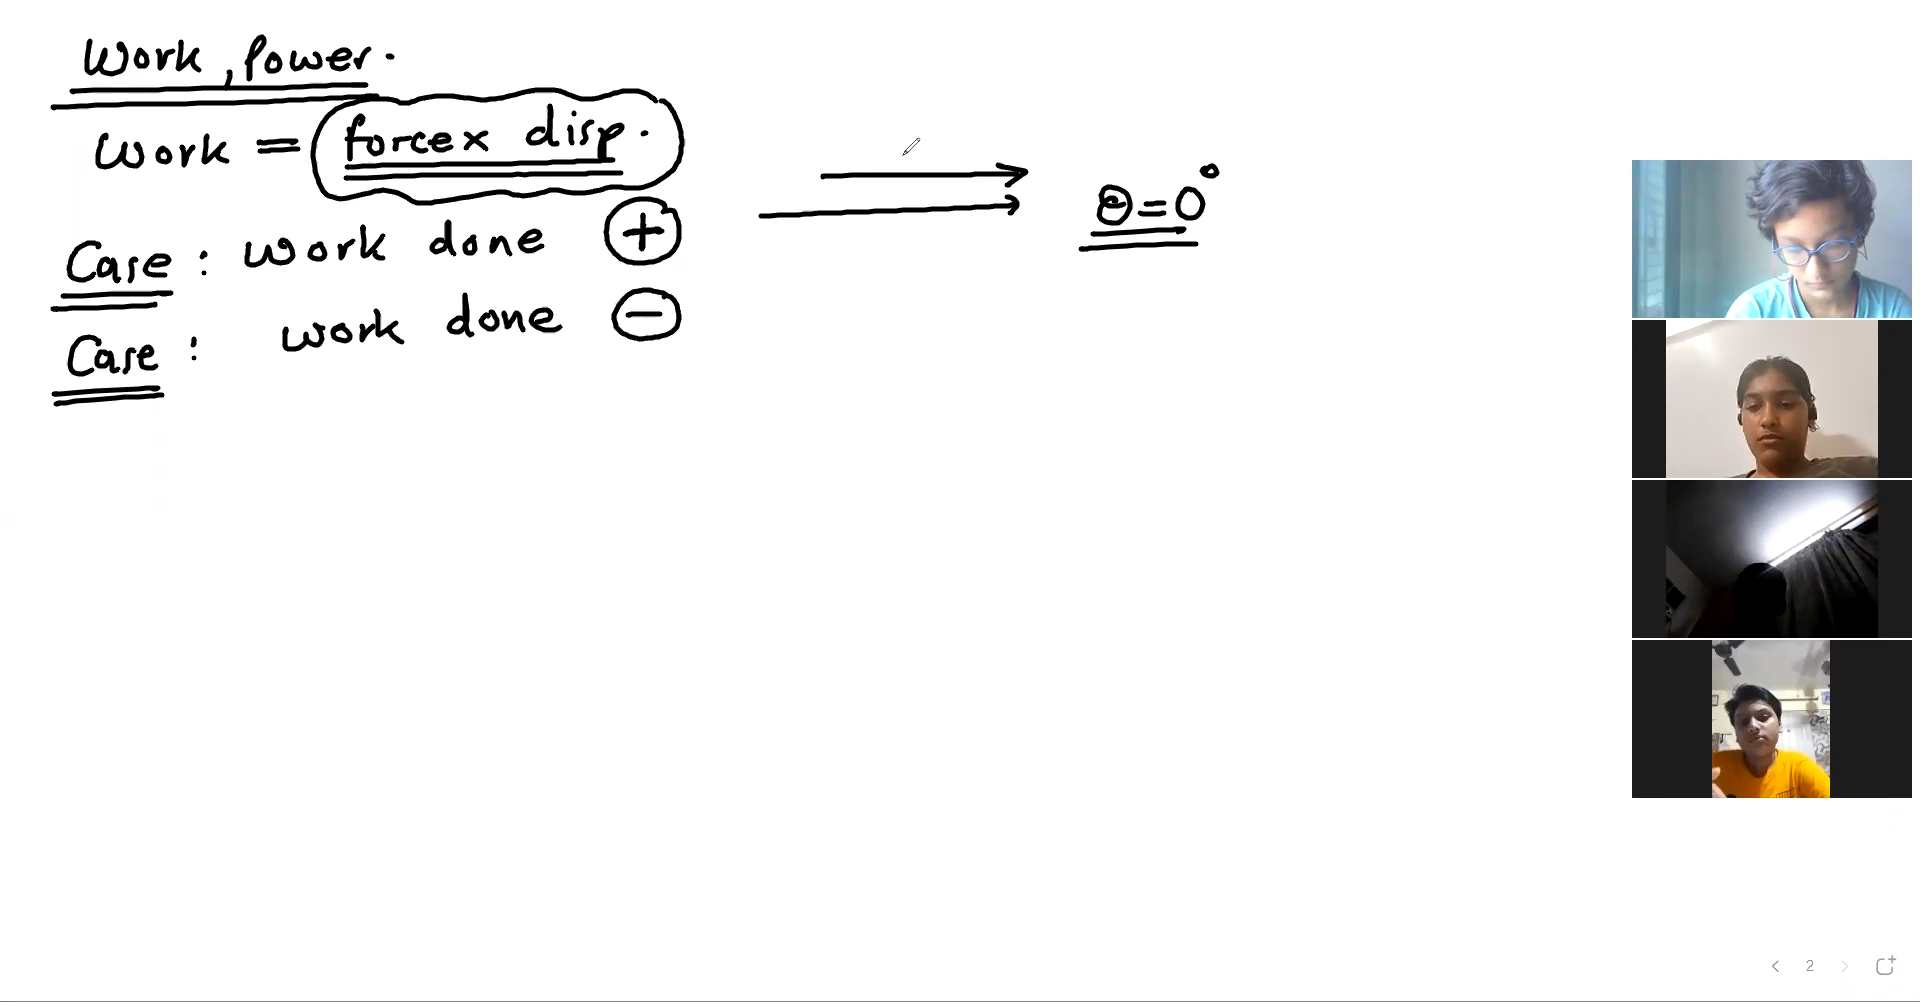 Work, Power.
Work = force x disp.
θ = 0°
Case : work done +
Case : work done -
2